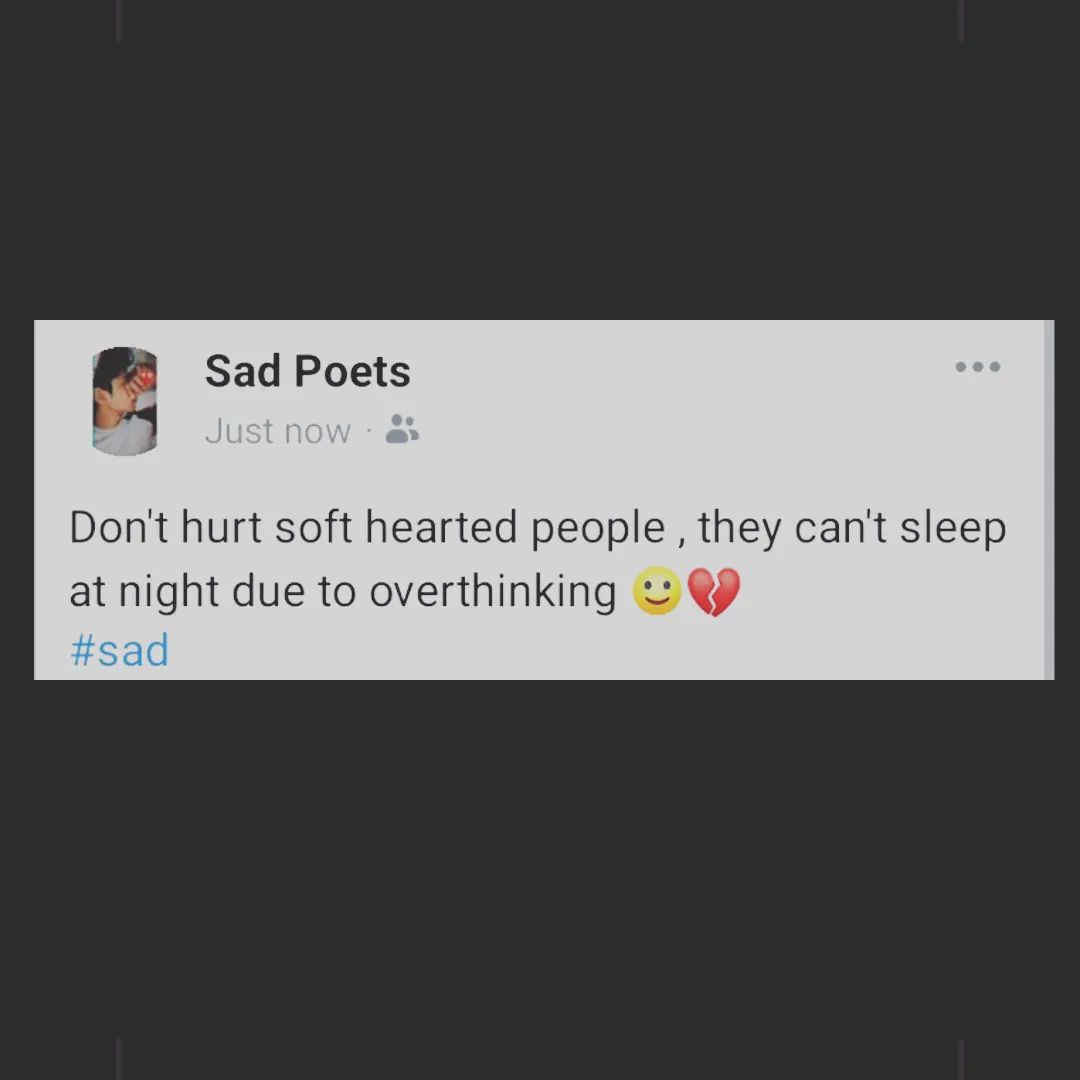 Sad Poets
Just now ·
Don't hurt soft hearted people , they can't sleep
at night due to overthinking 🙂💔
#sad